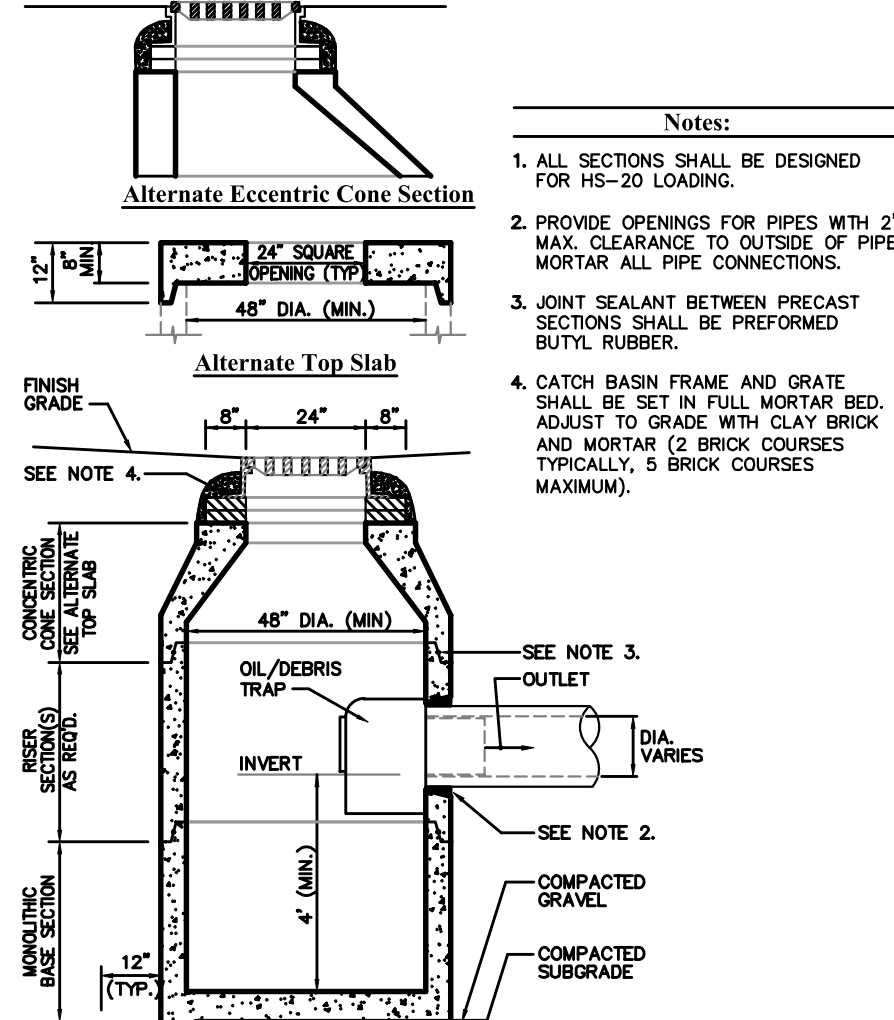 Alternate Eccentric Cone Section
12"
8"
MIN
24" SQUARE
OPENING (TYP)
48" DIA. (MIN.)
Alternate Top Slab
Notes:
1. ALL SECTIONS SHALL BE DESIGNED
FOR HS-20 LOADING.
2. PROVIDE OPENINGS FOR PIPES WITH 2"
MAX. CLEARANCE TO OUTSIDE OF PIPE
MORTAR ALL PIPE CONNECTIONS.
3. JOINT SEALANT BETWEEN PRECAST
SECTIONS SHALL BE PREFORMED
BUTYL RUBBER.
4. CATCH BASIN FRAME AND GRATE
SHALL BE SET IN FULL MORTAR BED.
ADJUST TO GRADE WITH CLAY BRICK
AND MORTAR (2 BRICK COURSES
TYPICALLY, 5 BRICK COURSES
MAXIMUM).
FINISH
GRADE
8" 24" 8"
SEE NOTE 4.
CONCENTRIC
CONE SECTION
SEE ALTERNATE
TOP SLAB
48" DIA. (MIN)
SEE NOTE 3.
OIL/DEBRIS
TRAP
OUTLET
RISER
SECTION(S)
AS REQ'D.
INVERT
DIA.
VARIES
SEE NOTE 2.
4' (MIN.)
MONOLITHIC
BASE SECTION
12"
(TYP.)
COMPACTED
GRAVEL
COMPACTED
SUBGRADE